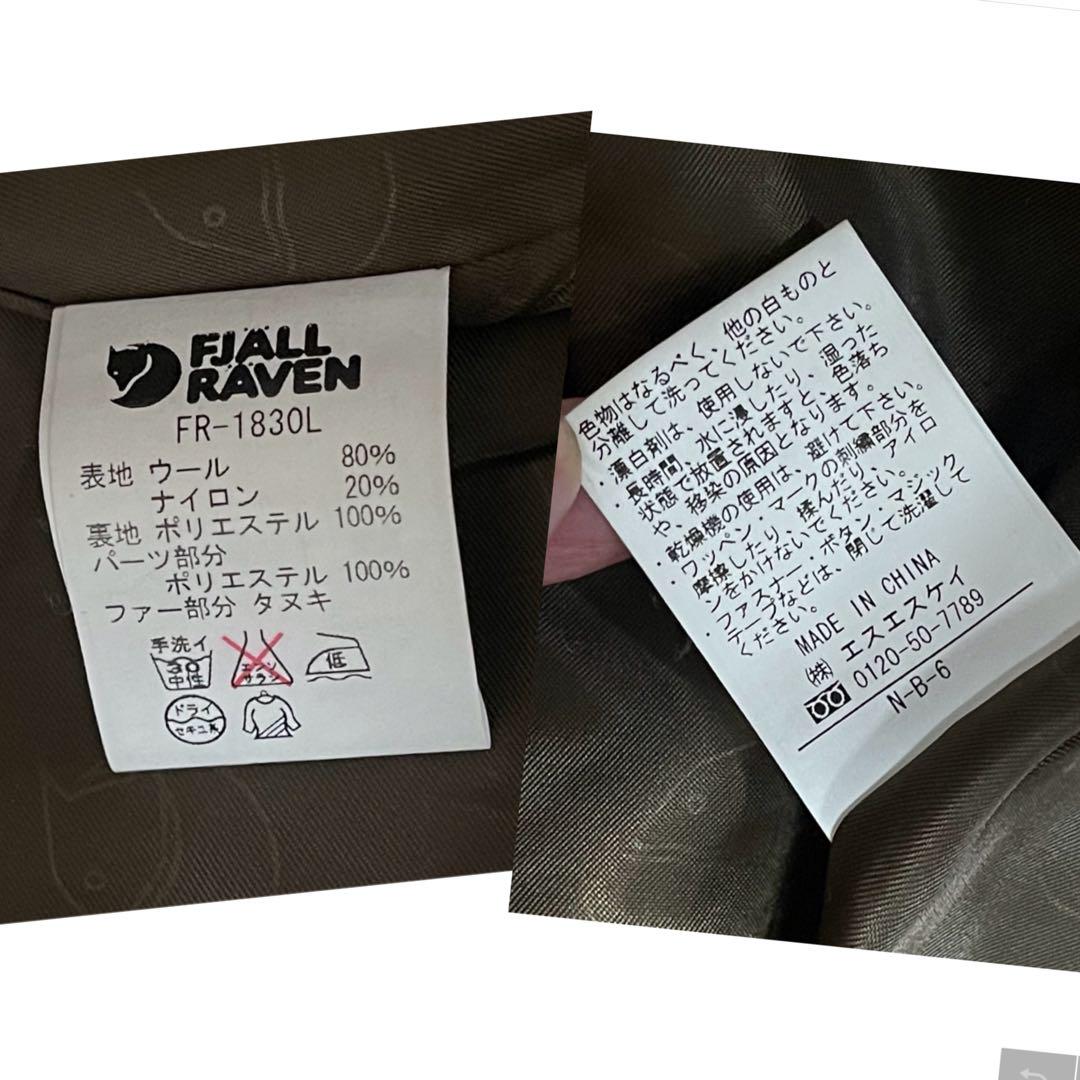 FJÄLL
RÄVEN
FR-1830L
表地 ウール 80%
ナイロン 20%
裏地 ポリエステル 100%
パーツ部分
ポリエステル 100%
ファー部分 タヌキ
手洗イ
30
中性
エンソ
サラシ
低
ドライ
セキユ系
色物はなるべく、他の白ものと
分離して洗ってください。
・漂白剤は、使用しないで下さい。
長時間、水に浸したり、湿った
状態で放置されますと、色落ち
や、移染の原因となります。
・乾燥機の使用は、避けて下さい。
・ワッペン・マークの刺繍部分を
摩擦したり、揉んだり、アイロ
ンをかけないでください。
・ファスナー・ボタン・マジック
テープなどは、閉じて洗濯して
ください。
MADE IN CHINA
㈱ エスエスケイ
0120-50-7789
N-B-6